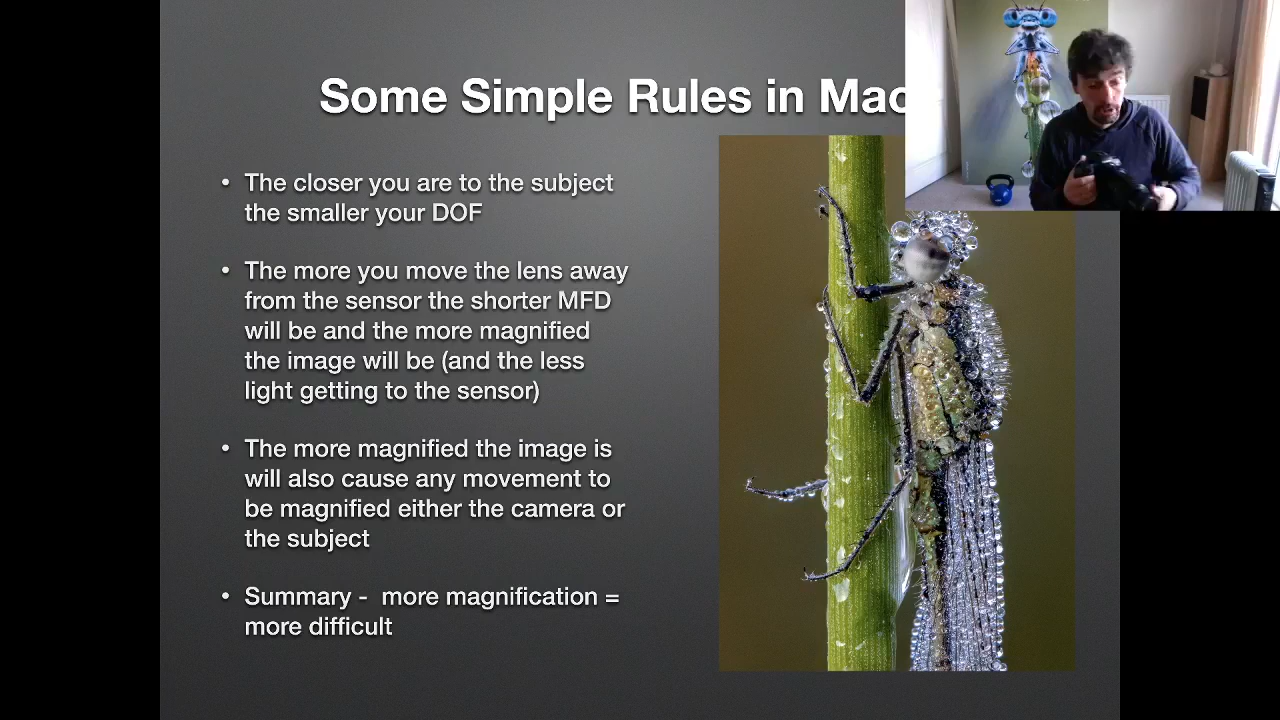 Some Simple Rules in Mac
• The closer you are to the subject
the smaller your DOF
• The more you move the lens away
from the sensor the shorter MFD
will be and the more magnified
the image will be (and the less
light getting to the sensor)
• The more magnified the image is
will also cause any movement to
be magnified either the camera or
the subject
• Summary - more magnification =
more difficult